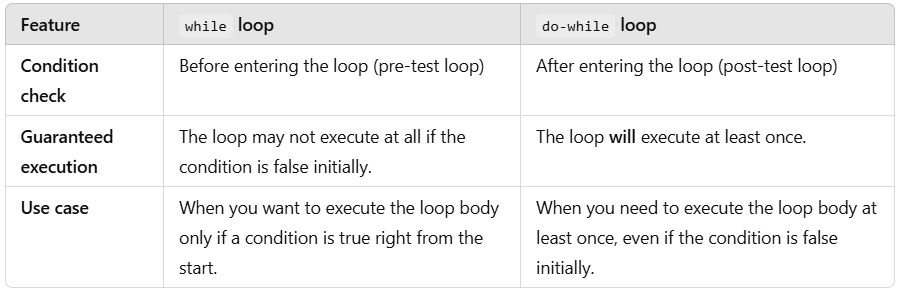 Feature while loop do-while loop
Condition check
Before entering the loop (pre-test loop)
After entering the loop (post-test loop)
Guaranteed execution
The loop may not execute at all if the
condition is false initially.
The loop will execute at least once.
Use case
When you want to execute the loop body
only if a condition is true right from the
start.
When you need to execute the loop body at
least once, even if the condition is false
initially.